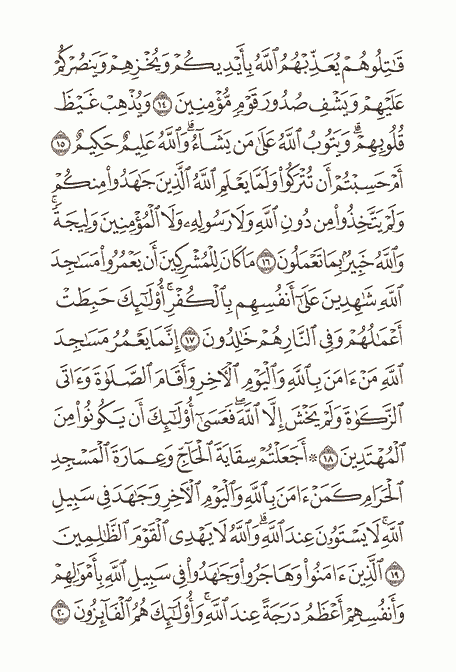 قَٰتِلُوهُمْ يُعَذِّبْهُمُ ٱللَّهُ بِأَيْدِيكُمْ وَيُخْزِهِمْ وَيَنصُرْكُمْ
عَلَيْهِمْ وَيَشْفِ صُدُورَ قَوْمٍ مُّؤْمِنِينَ ١٤ وَيُذْهِبْ غَيْظَ
قُلُوبِهِمْۗ وَيَتُوبُ ٱللَّهُ عَلَىٰ مَن يَشَآءُۗ وَٱللَّهُ عَلِيمٌ حَكِيمٌ ١٥
أَمْ حَسِبْتُمْ أَن تُتْرَكُوا۟ وَلَمَّا يَعْلَمِ ٱللَّهُ ٱلَّذِينَ جَٰهَدُوا۟ مِنكُمْ
وَلَمْ يَتَّخِذُوا۟ مِن دُونِ ٱللَّهِ وَلَا رَسُولِهِۦ وَلَا ٱلْمُؤْمِنِينَ وَلِيجَةًۚ
وَٱللَّهُ خَبِيرٌۢ بِمَا تَعْمَلُونَ ١٦ مَا كَانَ لِلْمُشْرِكِينَ أَن يَعْمُرُوا۟ مَسَٰجِدَ
ٱللَّهِ شَٰهِدِينَ عَلَىٰٓ أَنفُسِهِم بِٱلْكُفْرِۚ أُو۟لَٰٓئِكَ حَبِطَتْ
أَعْمَٰلُهُمْ وَفِى ٱلنَّارِ هُمْ خَٰلِدُونَ ١٧ إِنَّمَا يَعْمُرُ مَسَٰجِدَ
ٱللَّهِ مَنْ ءَامَنَ بِٱللَّهِ وَٱلْيَوْمِ ٱلْءَاخِرِ وَأَقَامَ ٱلصَّلَوٰةَ وَءَاتَى
ٱلزَّكَوٰةَ وَلَمْ يَخْشَ إِلَّا ٱللَّهَۖ فَعَسَىٰٓ أُو۟لَٰٓئِكَ أَن يَكُونُوا۟ مِنَ
ٱلْمُهْتَدِينَ ١٨ ۞ أَجَعَلْتُمْ سِقَايَةَ ٱلْحَآجِّ وَعِمَارَةَ ٱلْمَسْجِدِ
ٱلْحَرَامِ كَمَنْ ءَامَنَ بِٱللَّهِ وَٱلْيَوْمِ ٱلْءَاخِرِ وَجَٰهَدَ فِى سَبِيلِ
ٱللَّهِۚ لَا يَسْتَوُۥنَ عِندَ ٱللَّهِۗ وَٱللَّهُ لَا يَهْدِى ٱلْقَوْمَ ٱلظَّٰلِمِينَ
١٩ ٱلَّذِينَ ءَامَنُوا۟ وَهَاجَرُوا۟ وَجَٰهَدُوا۟ فِى سَبِيلِ ٱللَّهِ بِأَمْوَٰلِهِمْ
وَأَنفُسِهِمْ أَعْظَمُ دَرَجَةً عِندَ ٱللَّهِۚ وَأُو۟لَٰٓئِكَ هُمُ ٱلْفَآئِزُونَ ٢٠